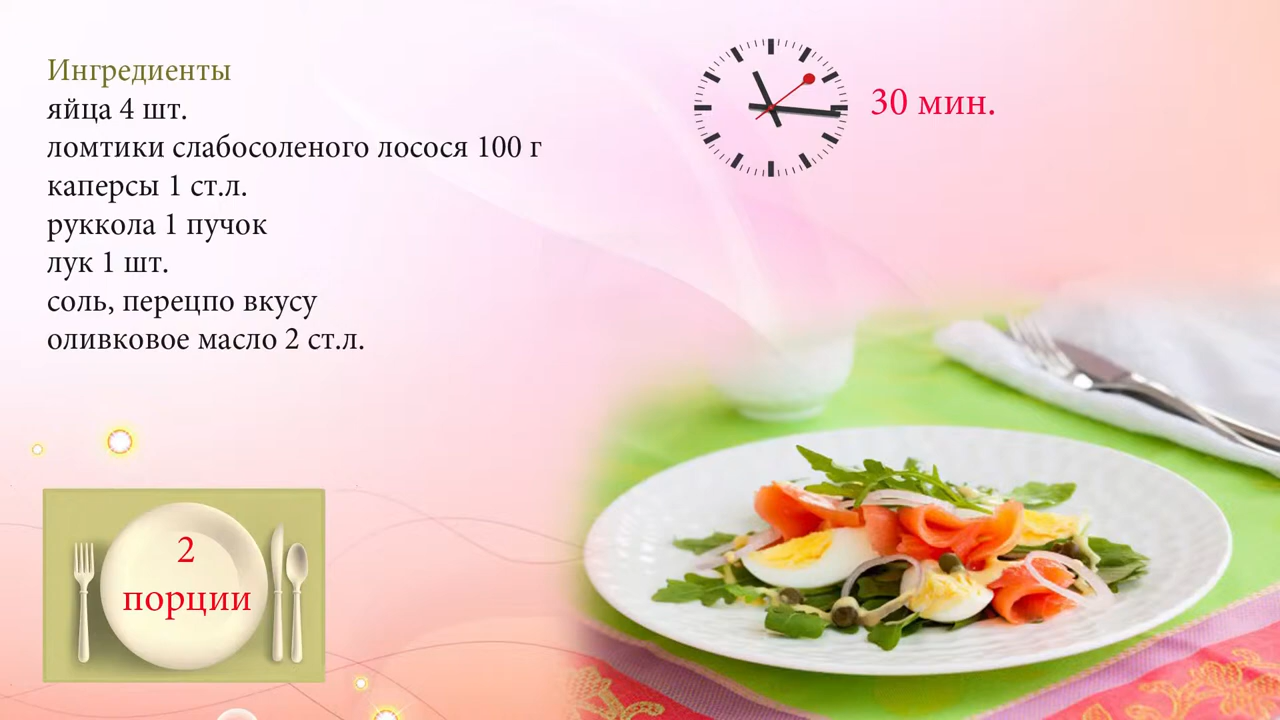 Ингредиенты
яйца 4 шт.
ломтики слабосоленого лосося 100 г
каперсы 1 ст.л.
руккола 1 пучок
лук 1 шт.
соль, перецпо вкусу
оливковое масло 2 ст.л.
30 мин.
2
порции